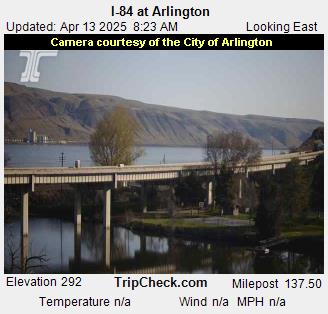 I-84 at Arlington
Updated: Apr 13 2025 8:23 AM Looking East
Camera courtesy of the City of Arlington
Elevation 292 TripCheck.com Milepost 137.50
Temperature n/a Wind n/a MPH n/a